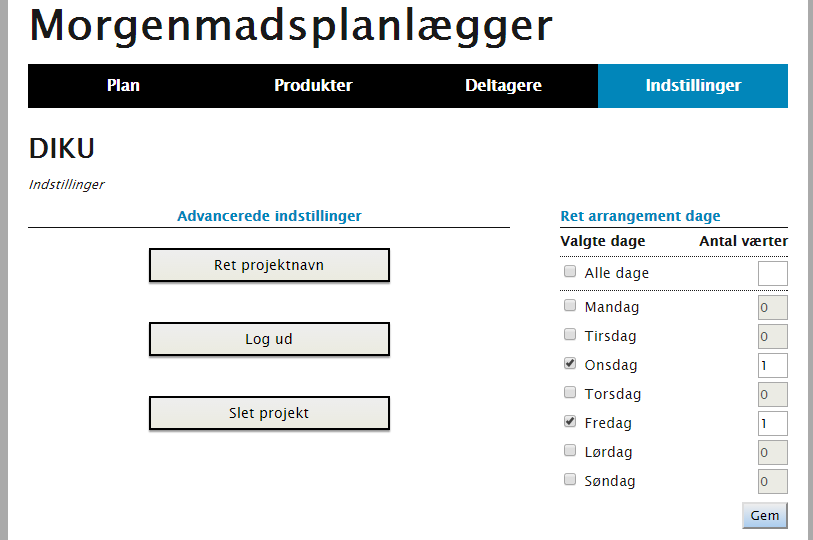 Morgenmadsplanlægger
Plan Produkter Deltagere Indstillinger
DIKU
Indstillinger
Advancerede indstillinger
Ret projektnavn
Log ud
Slet projekt
Ret arrangement dage
Valgte dage Antal værter
Alle dage
Mandag 0
Tirsdag 0
Onsdag 1
Torsdag 0
Fredag 1
Lørdag 0
Søndag 0
Gem